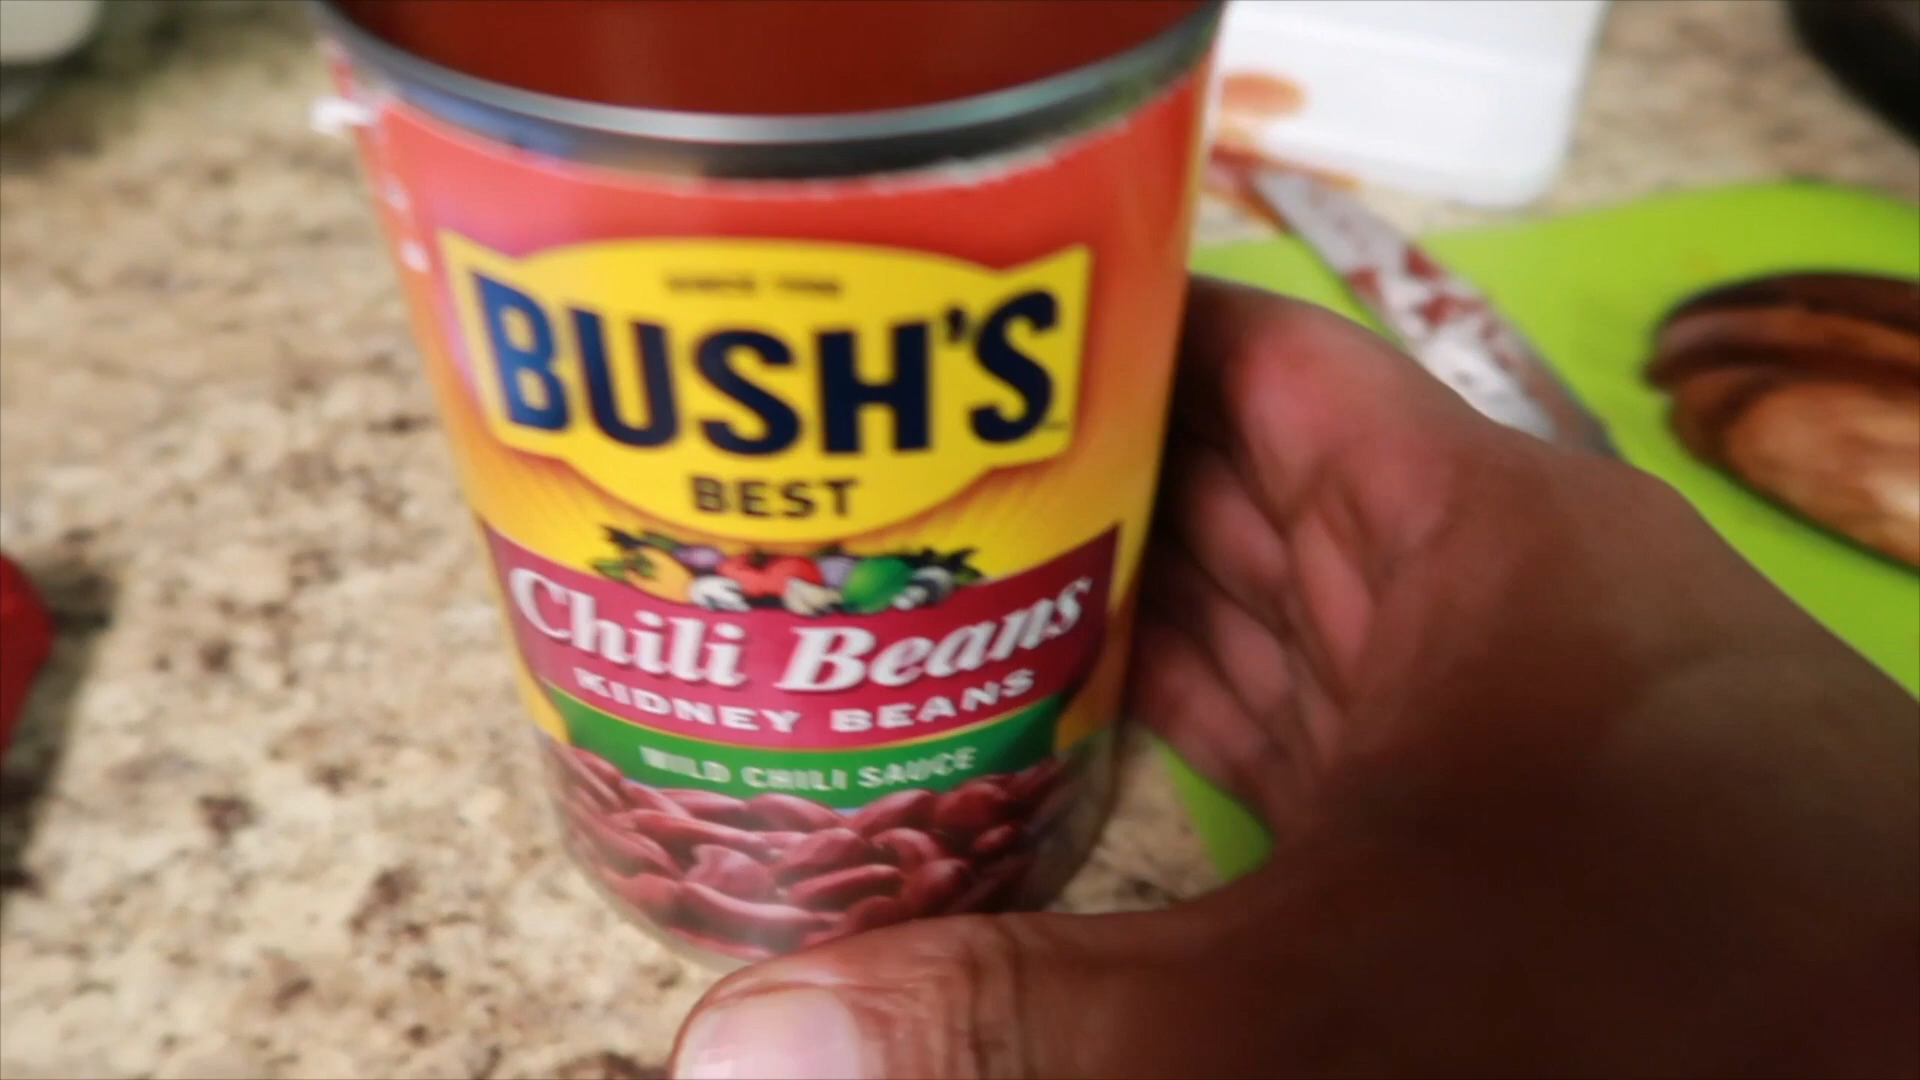 BUSH'S
BEST
Chili Beans
KIDNEY BEANS
MILD CHILI SAUCE